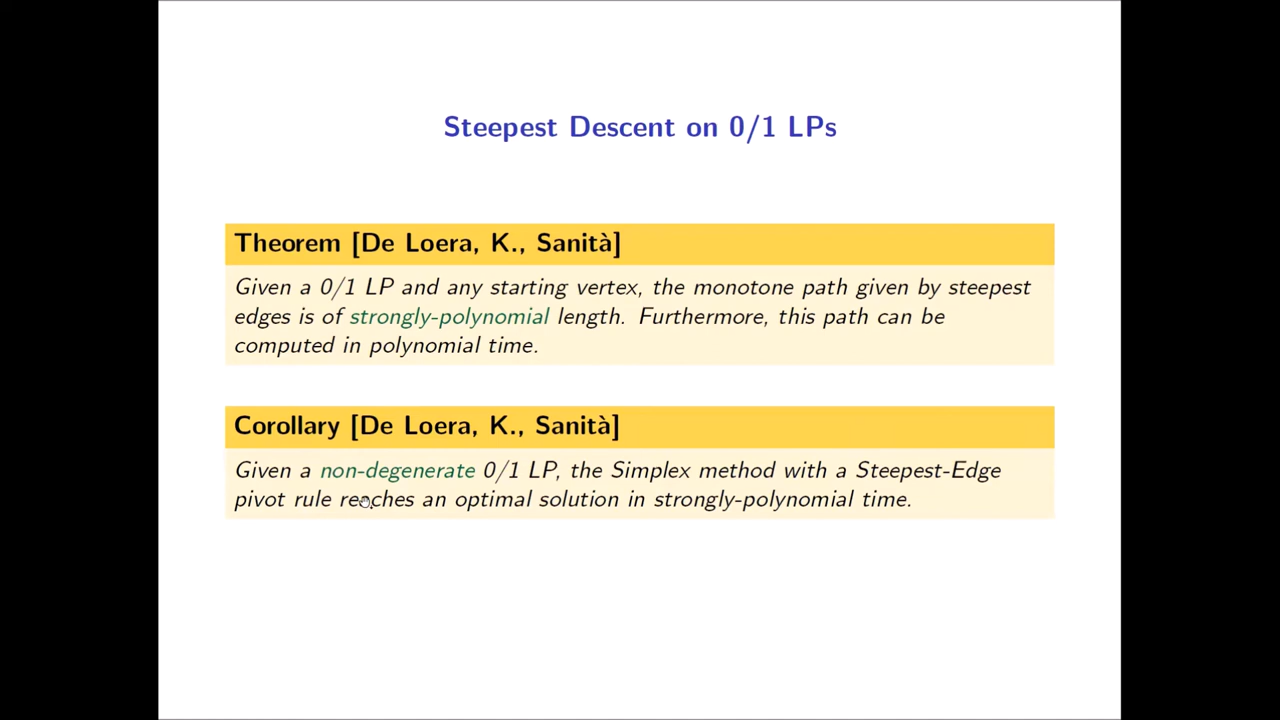 Steepest Descent on 0/1 LPs
Theorem [De Loera, K., Sanità]
Given a 0/1 LP and any starting vertex, the monotone path given by steepest
edges is of strongly-polynomial length. Furthermore, this path can be
computed in polynomial time.
Corollary [De Loera, K., Sanità]
Given a non-degenerate 0/1 LP, the Simplex method with a Steepest-Edge
pivot rule reaches an optimal solution in strongly-polynomial time.